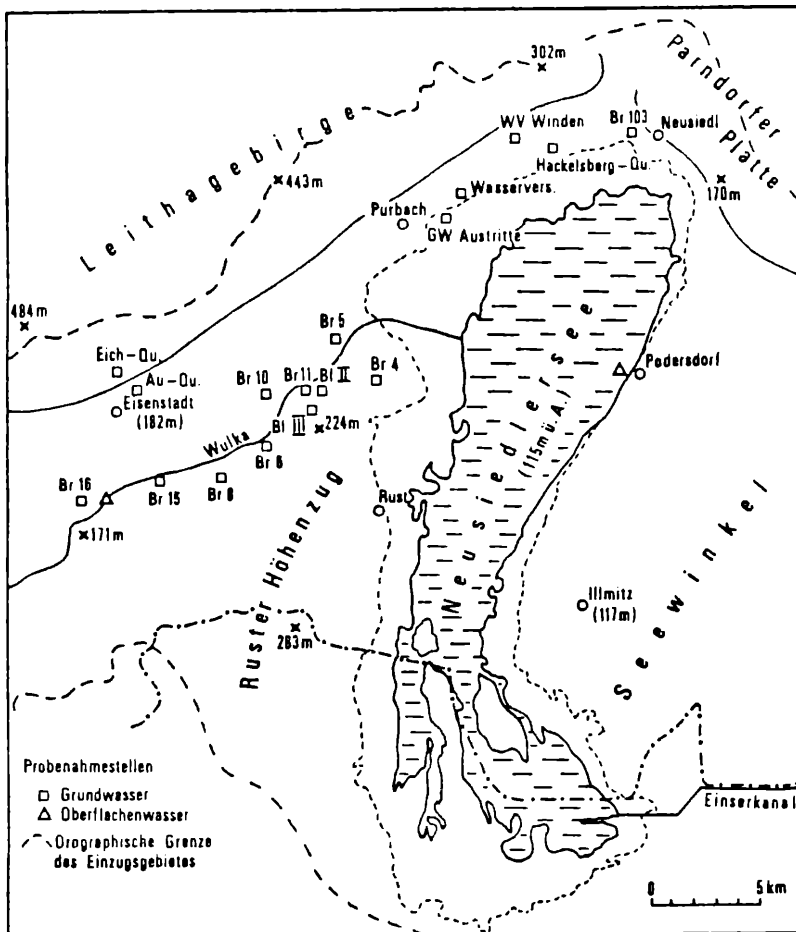 302m
Parndorfer
Platte
Leithagebirge
WV Winden
Br 103
Neusiedl
Hackelsberg-Qu.
443m
170m
Wasservers.
Purbach
GW Austritte
484m
Br 5
Eich-Qu.
Au-Qu.
Br 10
Br 11
Bl II
Br 4
Eisenstadt
(182m)
Podersdorf
Bl III
224m
Wulka
Br 6
Neusiedlersee
(115m ü. A.)
Br 16
Br 15
Br 8
Rust
171m
Ruster Höhenzug
Seewinkel
Illmitz
(117m)
283m
Probenahmestellen
Grundwasser
Oberflächenwasser
Orographische Grenze
des Einzugsgebietes
Einserkanal
0 5 km